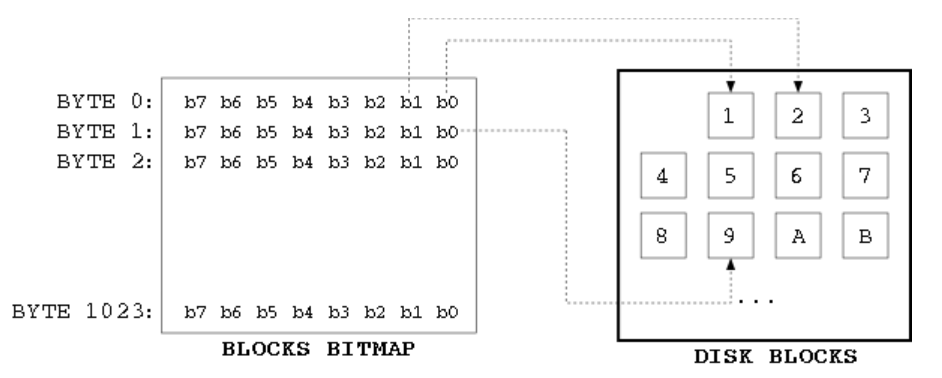 BYTE 0: b7 b6 b5 b4 b3 b2 b1 b0
BYTE 1: b7 b6 b5 b4 b3 b2 b1 b0
BYTE 2: b7 b6 b5 b4 b3 b2 b1 b0
BYTE 1023: b7 b6 b5 b4 b3 b2 b1 b0
BLOCKS BITMAP
1 2 3
4 5 6 7
8 9 A B
...
DISK BLOCKS